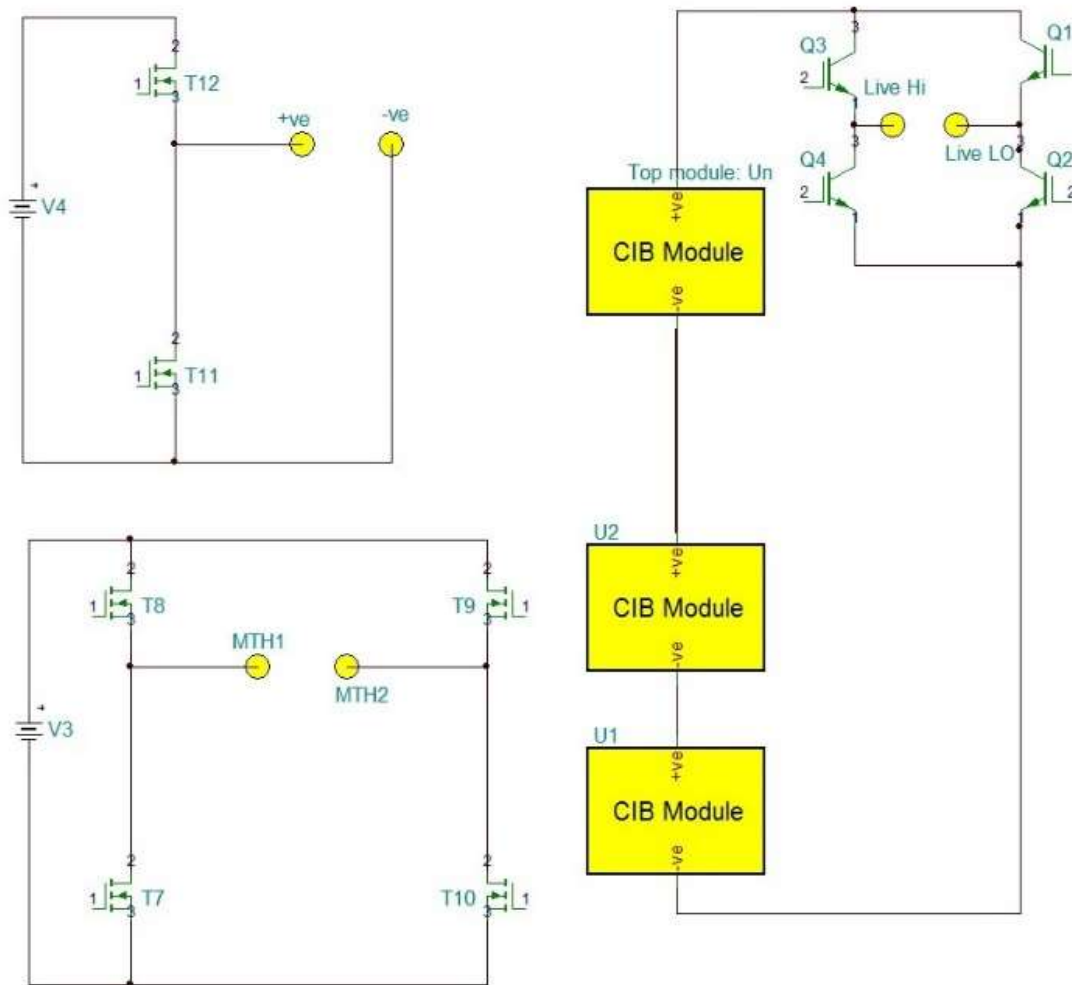 2
1
T12
3
+ve
-ve
+
V4
2
1
T11
3
2
1
T8
3
2
T9
1
3
MTH1
MTH2
+
V3
2
1
T7
3
2
T10
1
3
3
Q3
2
1
Q1
Live Hi
3
3
Live LO
Q4
2
1
Q2
2
1
Top module: Un
+ve
CIB Module
-ve
U2
+ve
CIB Module
-ve
U1
+ve
CIB Module
-ve